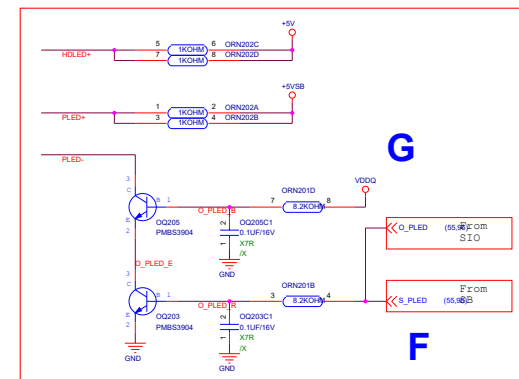 +5V
5 6 ORN202C
1KOHM
HDLED+ 7 8 ORN202D
1KOHM
+5VSB
1 2 ORN202A
1KOHM
PLED+ 3 4 ORN202B
1KOHM
G
PLED-
ORN201D VDDQ
3
C
B 1 O_PLED_B 7 8
8.2KOHM
E
2
OQ205
PMBS3904
2 OQ205C1
0.1UF/16V
1 X7R
/X
GND
O_PLED (55,96)
From
SIO
O_PLED_E
3
C
ORN201B
B 1 O_PLED_R 3 4
8.2KOHM
S_PLED
From
SB
E
2
OQ203
PMBS3904
2 OQ203C1
0.1UF/16V
1 X7R
/X
GND
GND
F